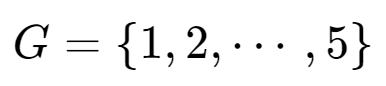 G = {1, 2, ⋯ , 5}